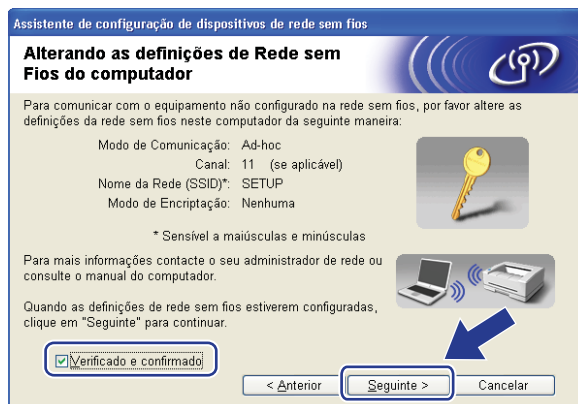 Assistente de configuração de dispositivos de rede sem fios
Alterando as definições de Rede sem
Fios do computador
Para comunicar com o equipamento não configurado na rede sem fios, por favor altere as
definições da rede sem fios neste computador da seguinte maneira:
Modo de Comunicação: Ad-hoc
Canal: 11 (se aplicável)
Nome da Rede (SSID)*: SETUP
Modo de Encriptação: Nenhuma
* Sensível a maiúsculas e minúsculas
Para mais informações contacte o seu administrador de rede ou
consulte o manual do computador.
Quando as definições de rede sem fios estiverem configuradas,
clique em "Seguinte" para continuar.
Verificado e confirmado
< Anterior Seguinte > Cancelar